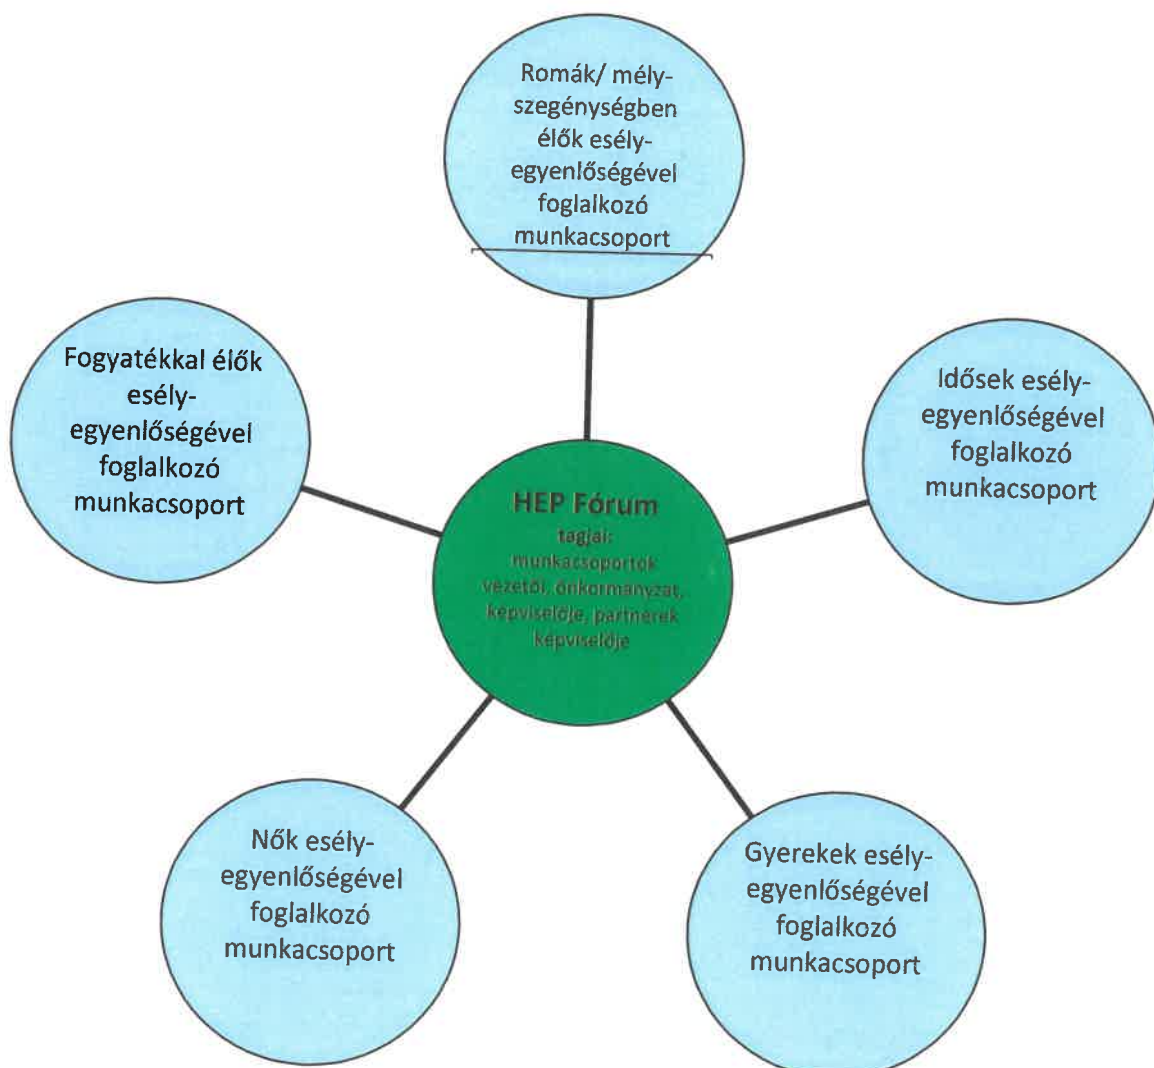 Romák/ mély-
szegénységben
élők esély-
egyenlőségével
foglalkozó
munkacsoport
Fogyatékkal élők
esély-
egyenlőségével
foglalkozó
munkacsoport
Idősek esély-
egyenlőségével
foglalkozó
munkacsoport
HEP Fórum
tagjai:
munkacsoportok
vezetői, önkormányzat,
képviselője, partnerek
képviselője
Nők esély-
egyenlőségével
foglalkozó
munkacsoport
Gyerekek esély-
egyenlőségével
foglalkozó
munkacsoport